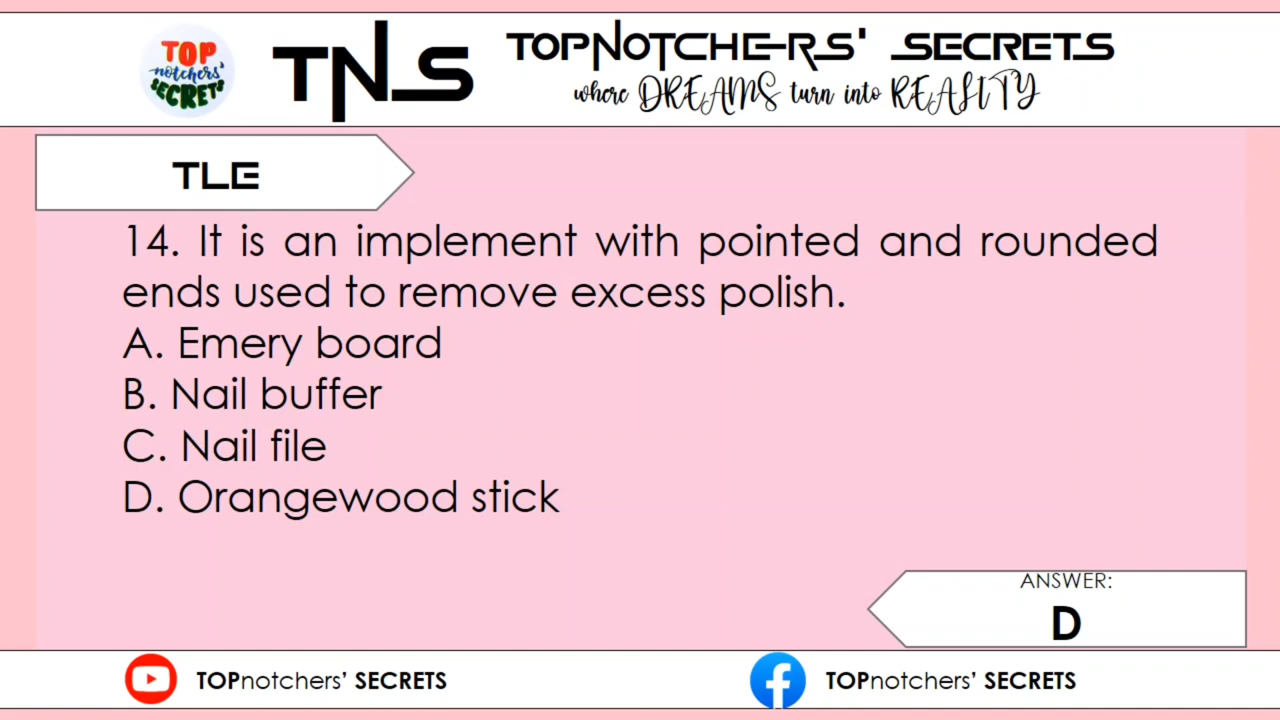 TOP
notchers'
SECRETS
TNS
TOPNOTCHERS' SECRETS
where DREAMS turn into REALITY
TLE
14. It is an implement with pointed and rounded
ends used to remove excess polish.
A. Emery board
B. Nail buffer
C. Nail file
D. Orangewood stick
ANSWER:
D
TOPnotchers' SECRETS
TOPnotchers' SECRETS